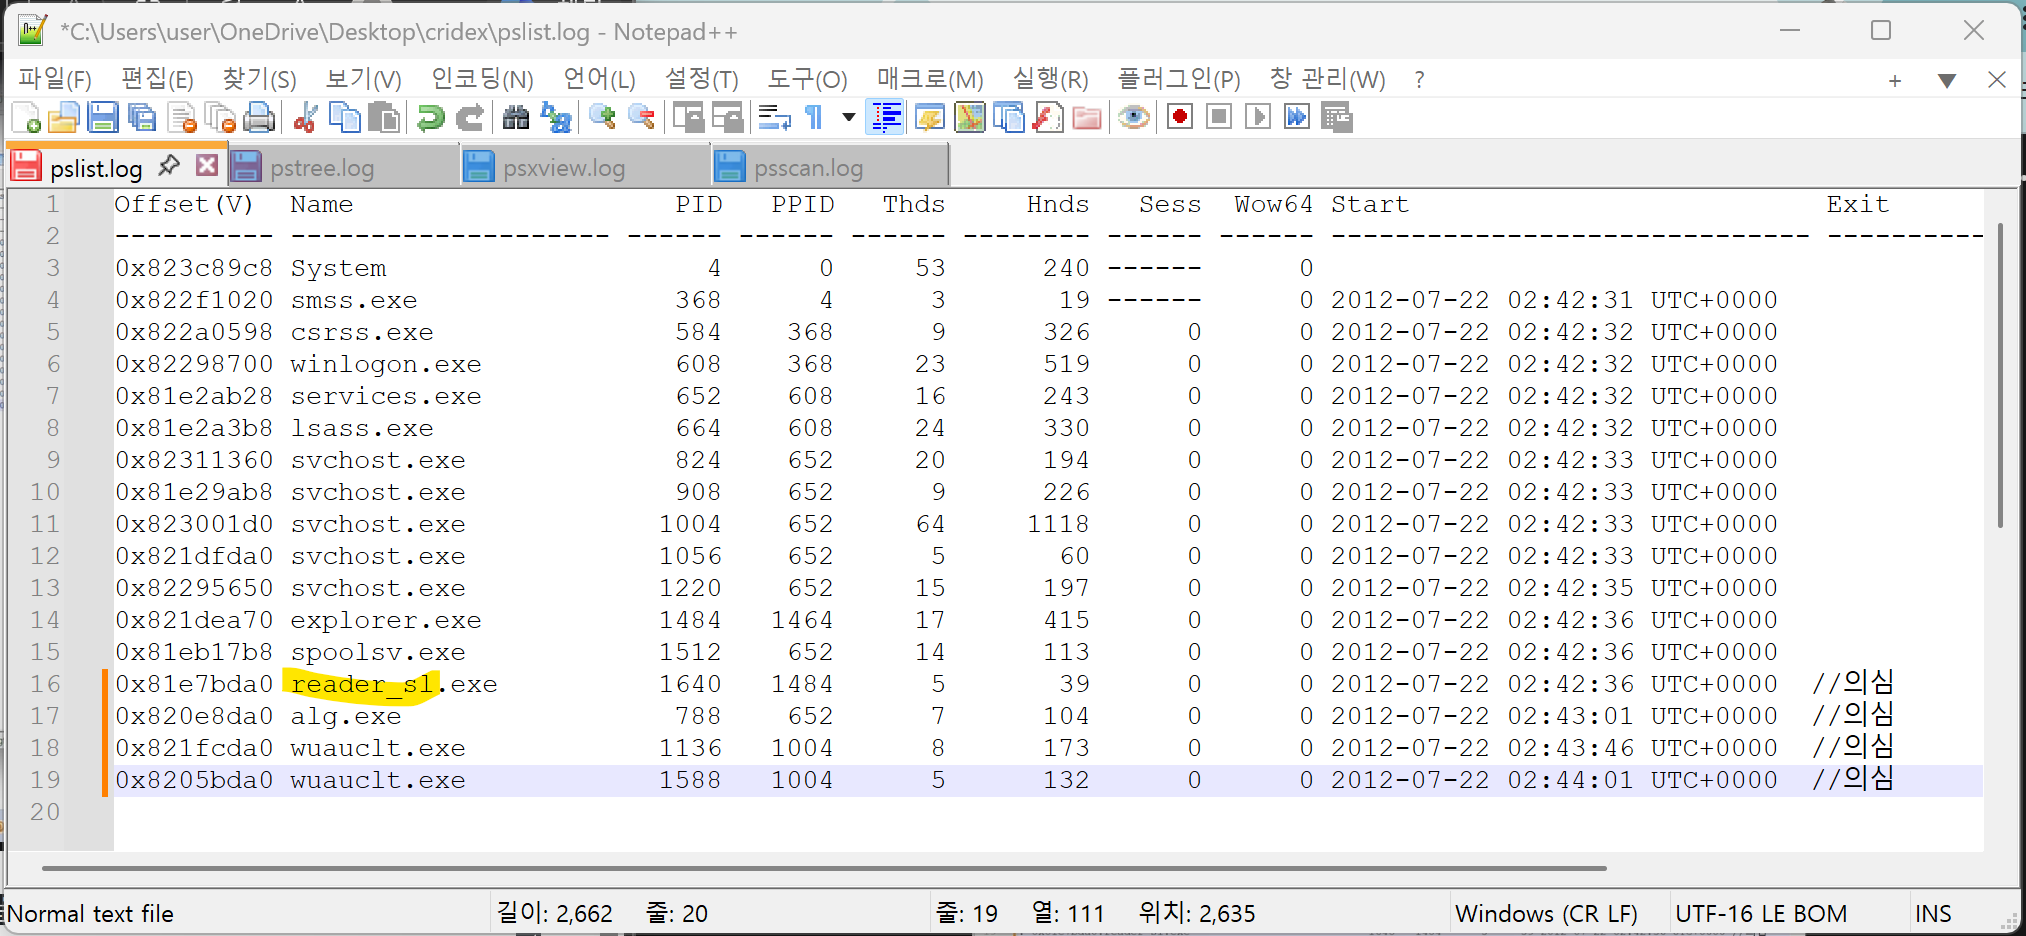 *C:\Users\user\OneDrive\Desktop\cridex\pslist.log - Notepad++
파일(F) 편집(E) 찾기(S) 보기(V) 인코딩(N) 언어(L) 설정(T) 도구(O) 매크로(M) 실행(R) 플러그인(P) 창 관리(W) ?
pslist.log pstree.log psxview.log psscan.log
1 Offset(V) Name PID PPID Thds Hnds Sess Wow64 Start Exit
2 ---------- -------------------- ------ ------ ------ -------- ------ ------ ------------------------------ ----------
3 0x823c89c8 System 4 0 53 240 ------ 0
4 0x822f1020 smss.exe 368 4 3 19 ------ 0 2012-07-22 02:42:31 UTC+0000
5 0x822a0598 csrss.exe 584 368 9 326 0 0 2012-07-22 02:42:32 UTC+0000
6 0x82298700 winlogon.exe 608 368 23 519 0 0 2012-07-22 02:42:32 UTC+0000
7 0x81e2ab28 services.exe 652 608 16 243 0 0 2012-07-22 02:42:32 UTC+0000
8 0x81e2a3b8 lsass.exe 664 608 24 330 0 0 2012-07-22 02:42:32 UTC+0000
9 0x82311360 svchost.exe 824 652 20 194 0 0 2012-07-22 02:42:33 UTC+0000
10 0x81e29ab8 svchost.exe 908 652 9 226 0 0 2012-07-22 02:42:33 UTC+0000
11 0x823001d0 svchost.exe 1004 652 64 1118 0 0 2012-07-22 02:42:33 UTC+0000
12 0x821dfda0 svchost.exe 1056 652 5 60 0 0 2012-07-22 02:42:33 UTC+0000
13 0x82295650 svchost.exe 1220 652 15 197 0 0 2012-07-22 02:42:35 UTC+0000
14 0x821dea70 explorer.exe 1484 1464 17 415 0 0 2012-07-22 02:42:36 UTC+0000
15 0x81eb17b8 spoolsv.exe 1512 652 14 113 0 0 2012-07-22 02:42:36 UTC+0000
16 0x81e7bda0 reader_sl.exe 1640 1484 5 39 0 0 2012-07-22 02:42:36 UTC+0000 //의심
17 0x820e8da0 alg.exe 788 652 7 104 0 0 2012-07-22 02:43:01 UTC+0000 //의심
18 0x821fcda0 wuauclt.exe 1136 1004 8 173 0 0 2012-07-22 02:43:46 UTC+0000 //의심
19 0x8205bda0 wuauclt.exe 1588 1004 5 132 0 0 2012-07-22 02:44:01 UTC+0000 //의심
20
Normal text file 길이: 2,662 줄: 20 줄: 19 열: 111 위치: 2,635 Windows (CR LF) UTF-16 LE BOM INS